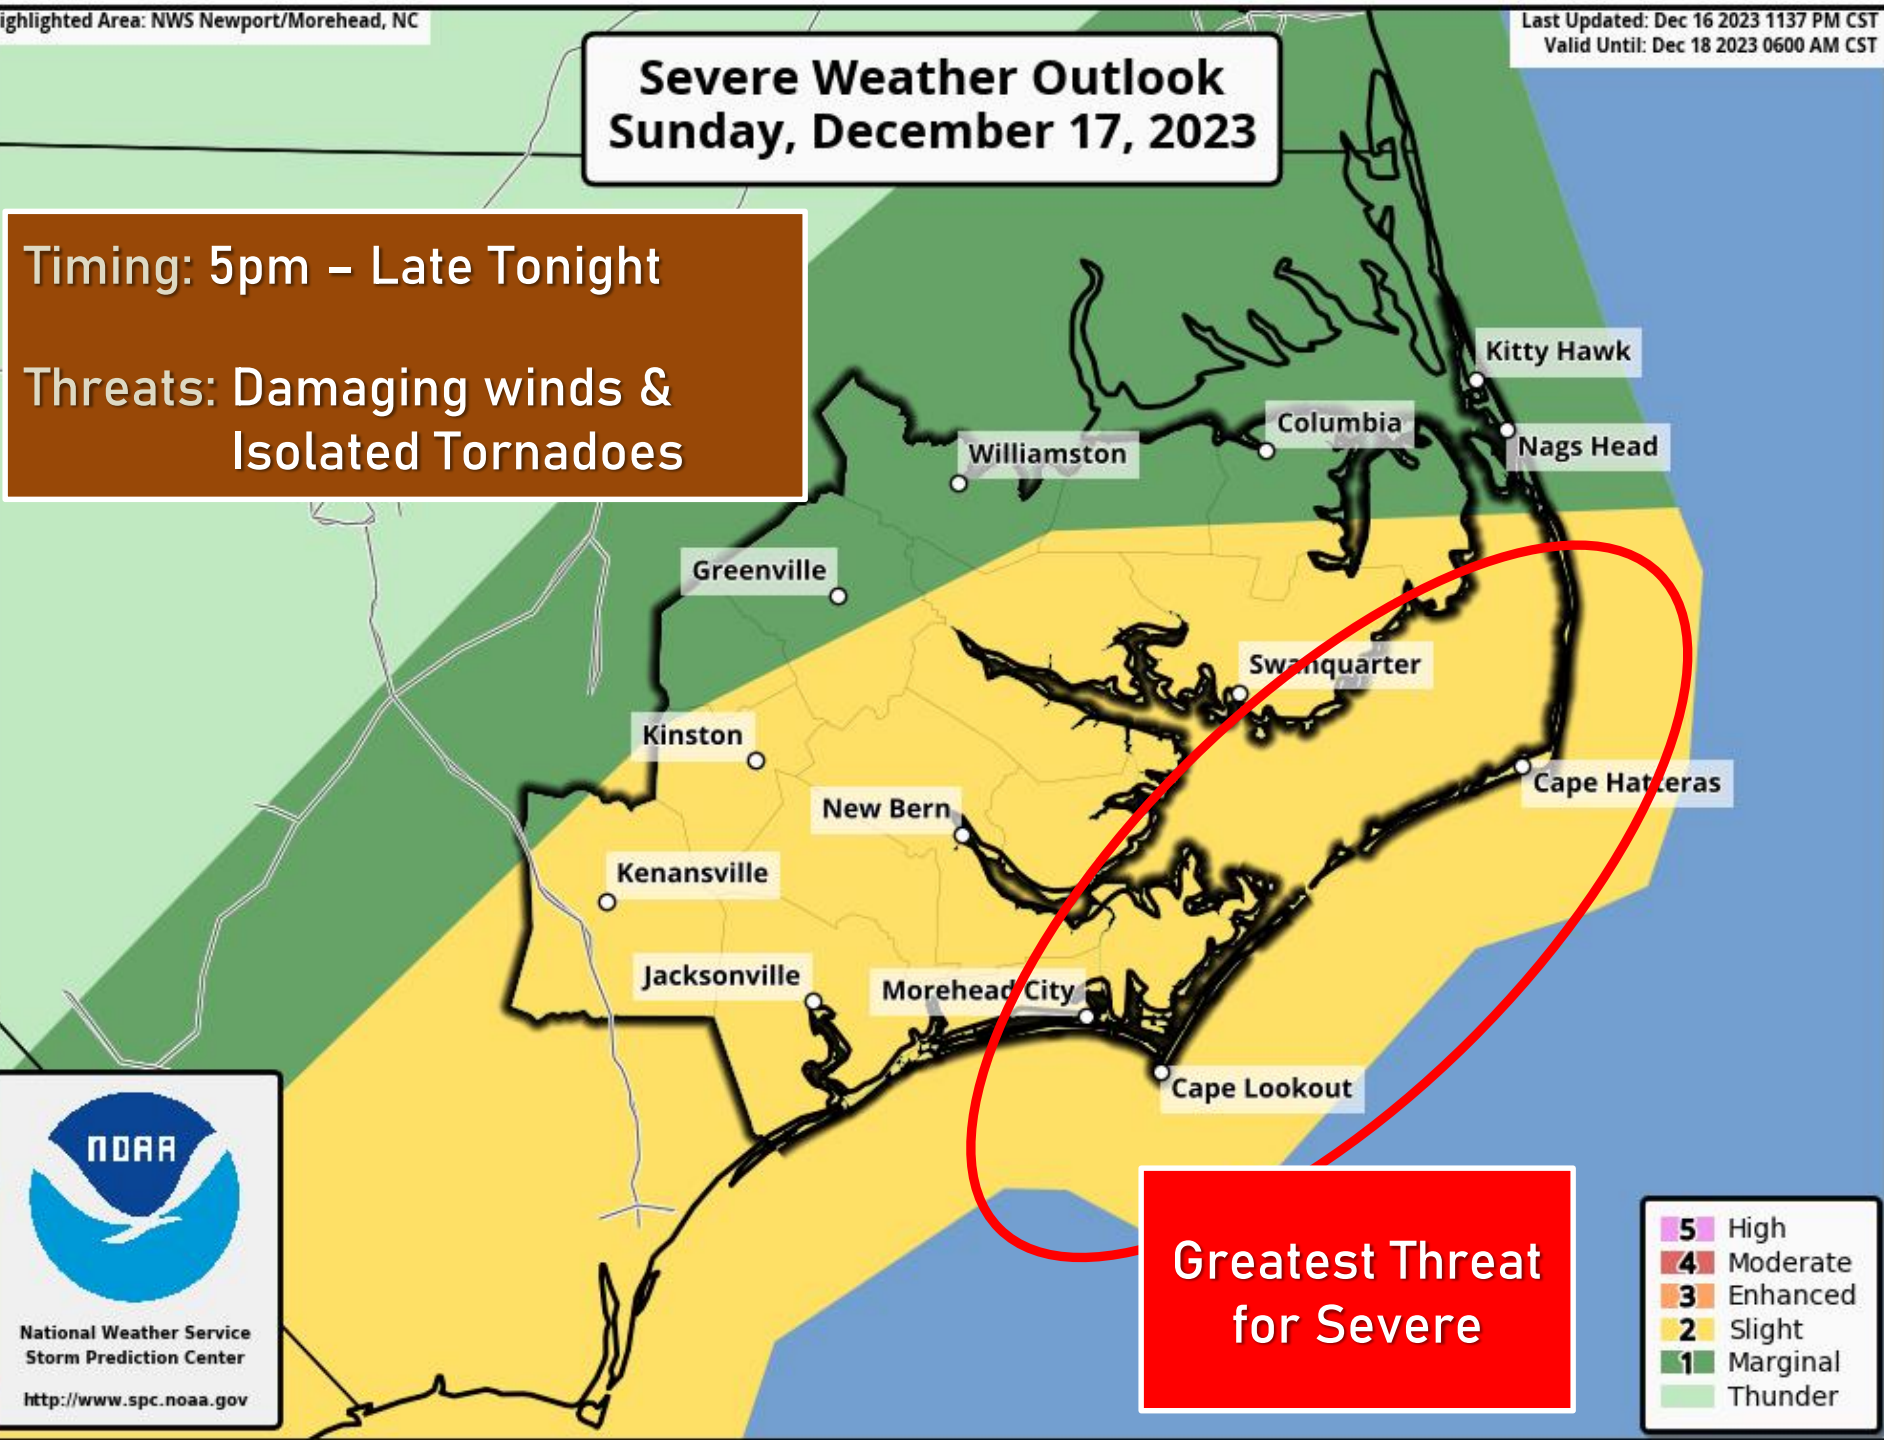 ighlighted Area: NWS Newport/Morehead, NC
Last Updated: Dec 16 2023 1137 PM CST
Valid Until: Dec 18 2023 0600 AM CST
Severe Weather Outlook
Sunday, December 17, 2023
Timing: 5pm – Late Tonight
Threats: Damaging winds &
Isolated Tornadoes
Kitty Hawk
Columbia
Nags Head
Williamston
Greenville
Swanquarter
Kinston
Cape Hatteras
New Bern
Kenansville
Jacksonville
Morehead City
Cape Lookout
NOAA
National Weather Service
Storm Prediction Center
http://www.spc.noaa.gov
Greatest Threat
for Severe
5 High
4 Moderate
3 Enhanced
2 Slight
1 Marginal
Thunder